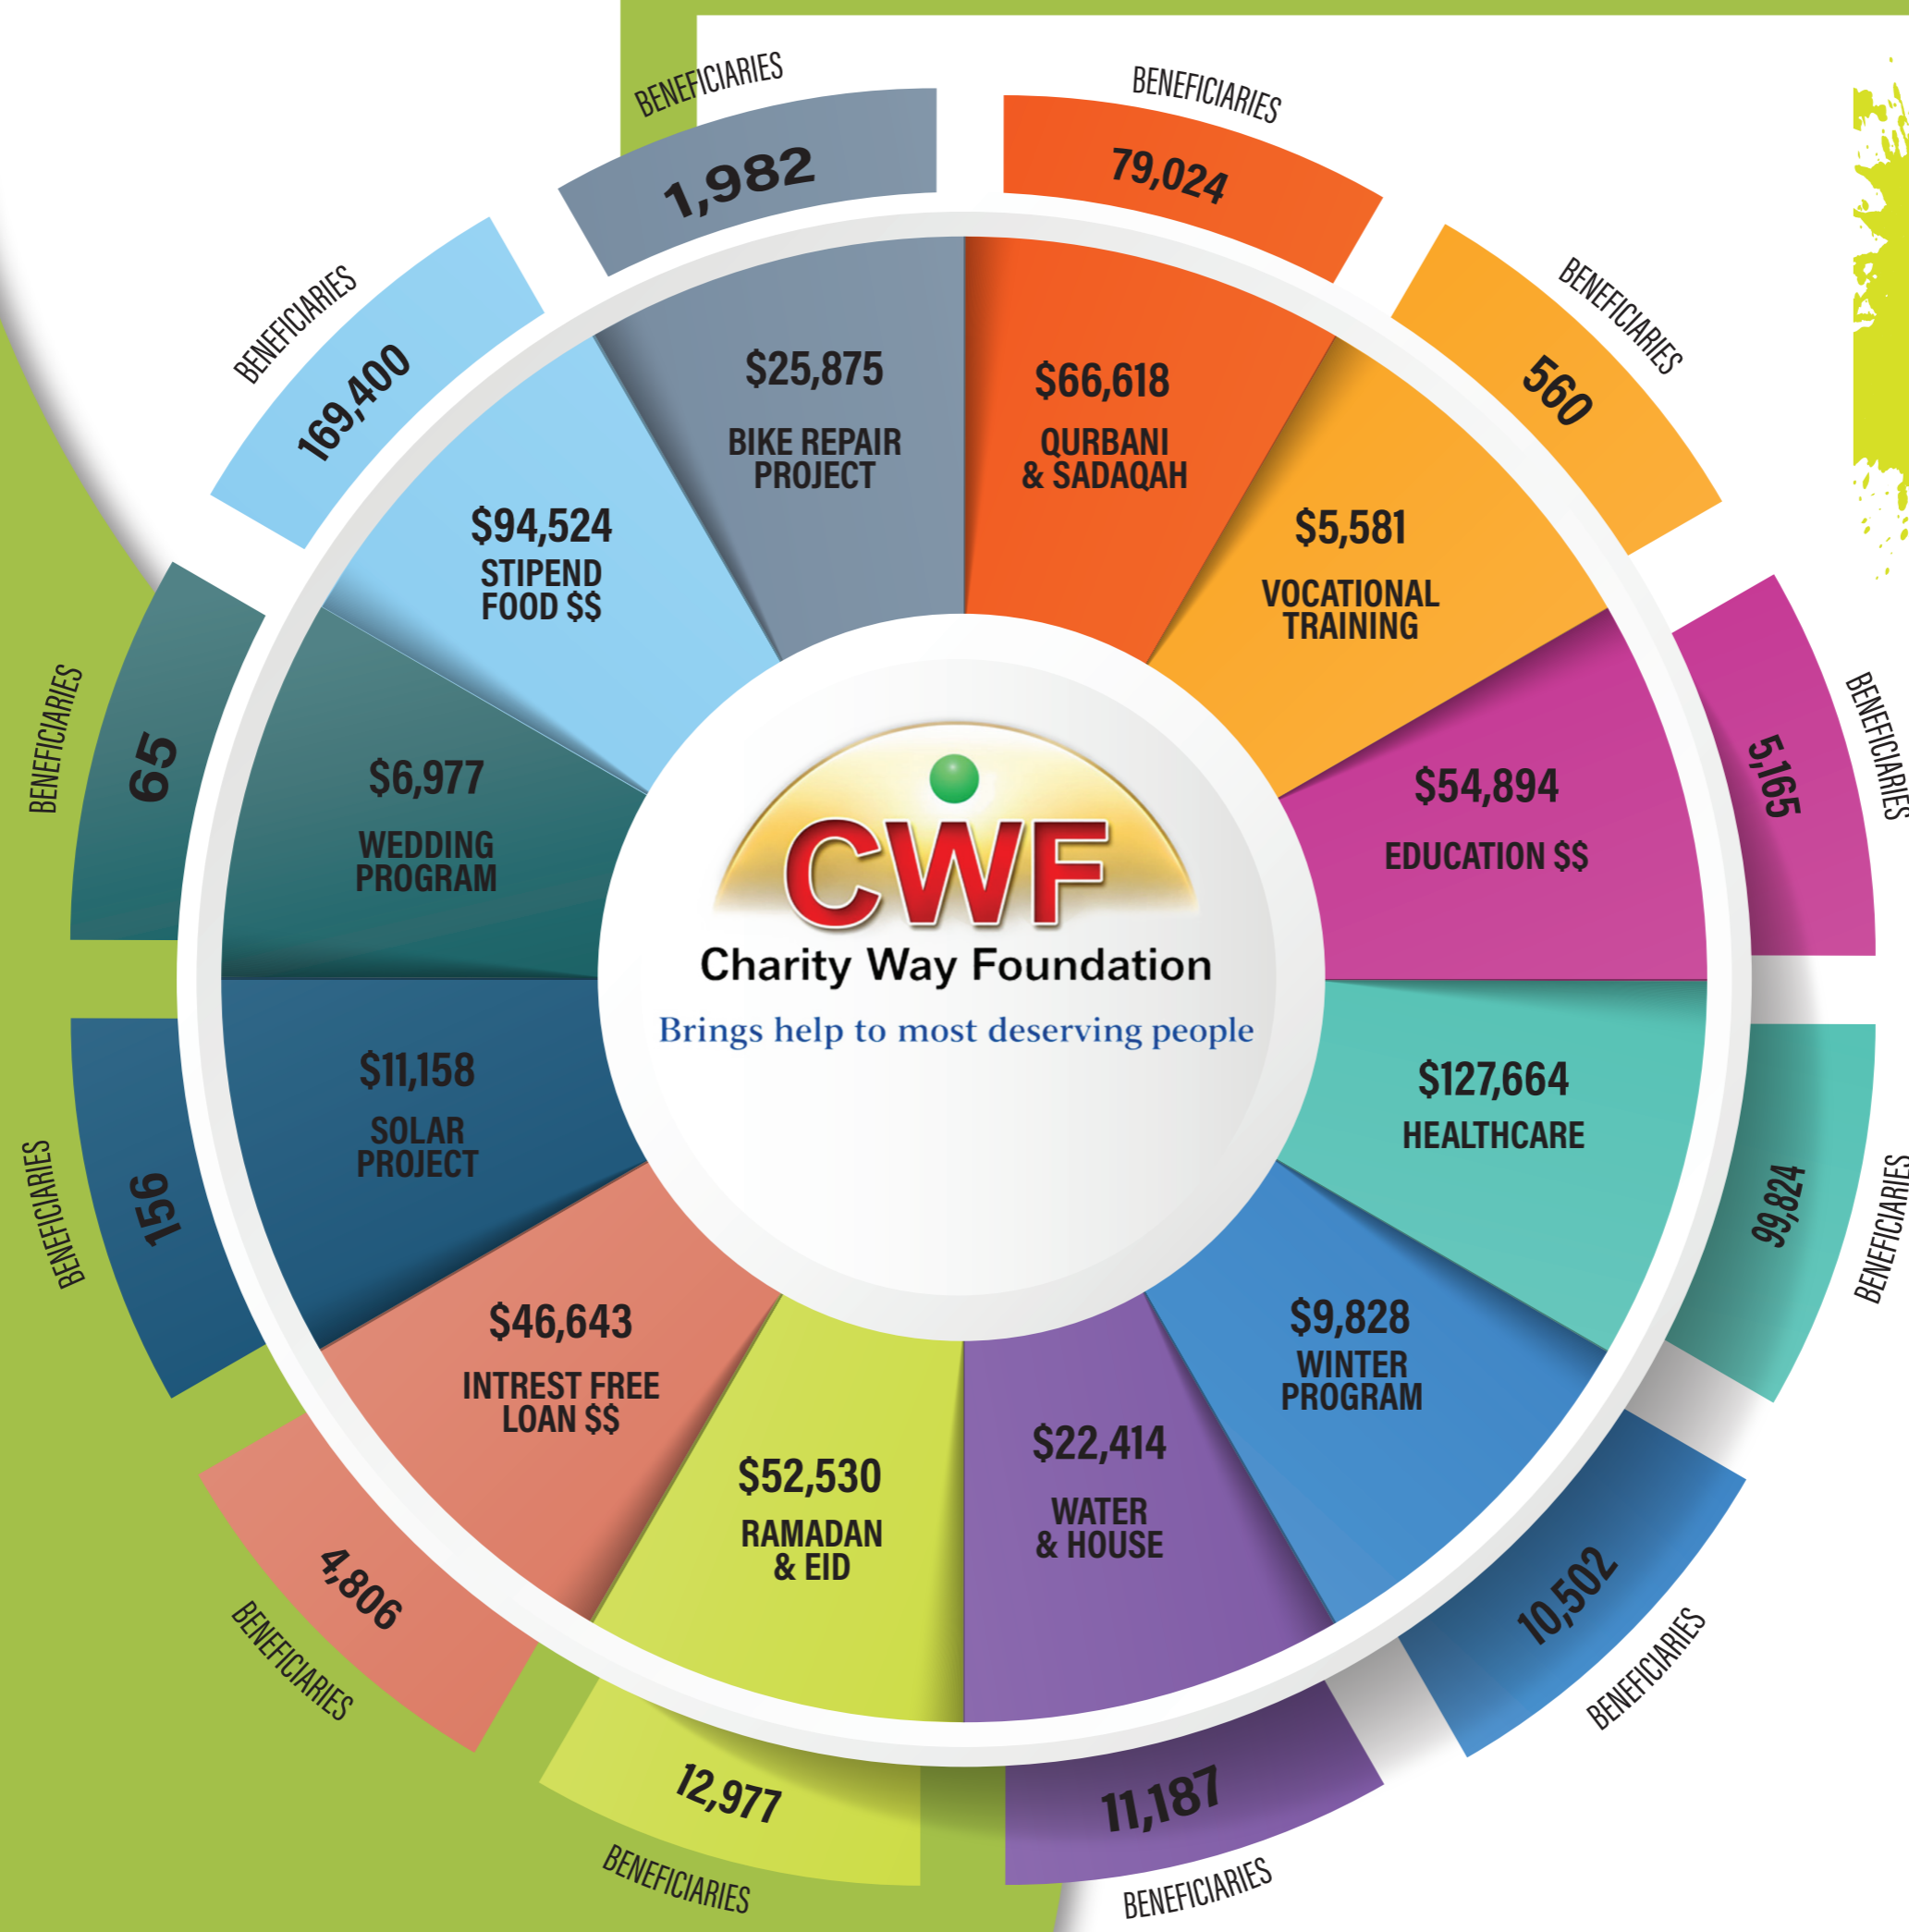 BENEFICIARIES
1,982
$25,875
BIKE REPAIR
PROJECT
BENEFICIARIES
79,024
$66,618
QURBANI
& SADAQAH
BENEFICIARIES
560
$5,581
VOCATIONAL
TRAINING
BENEFICIARIES
5,165
$54,894
EDUCATION $$
BENEFICIARIES
99,824
$127,664
HEALTHCARE
BENEFICIARIES
10,502
$9,828
WINTER
PROGRAM
BENEFICIARIES
11,187
$22,414
WATER
& HOUSE
BENEFICIARIES
12,977
$52,530
RAMADAN
& EID
BENEFICIARIES
4,806
$46,643
INTREST FREE
LOAN $$
BENEFICIARIES
156
$11,158
SOLAR
PROJECT
BENEFICIARIES
65
$6,977
WEDDING
PROGRAM
BENEFICIARIES
169,400
$94,524
STIPEND
FOOD $$
CWF
Charity Way Foundation
Brings help to most deserving people